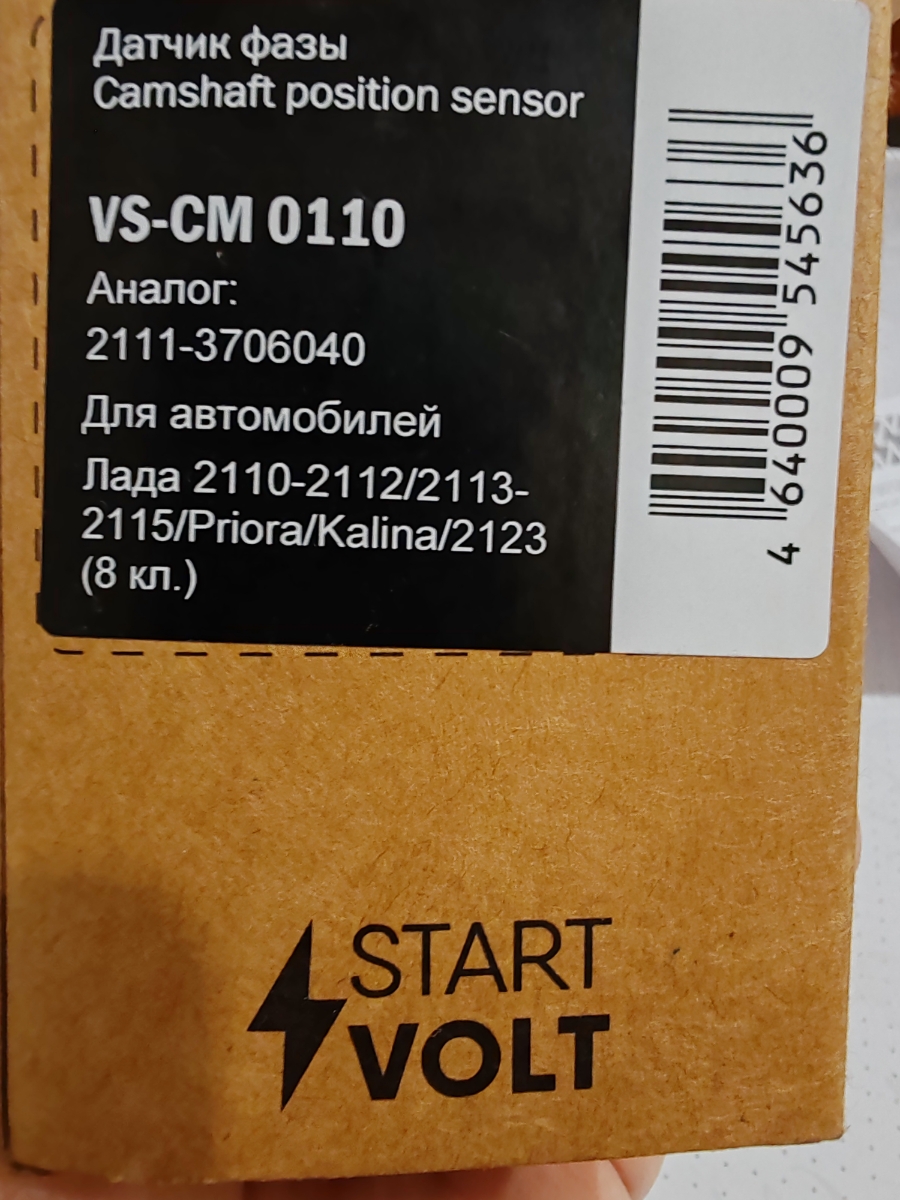 Датчик фазы
Camshaft position sensor
VS-CM 0110
Аналог:
2111-3706040
Для автомобилей
Лада 2110-2112/2113-
2115/Priora/Kalina/2123
(8 кл.)
4 640009 545636
START
VOLT